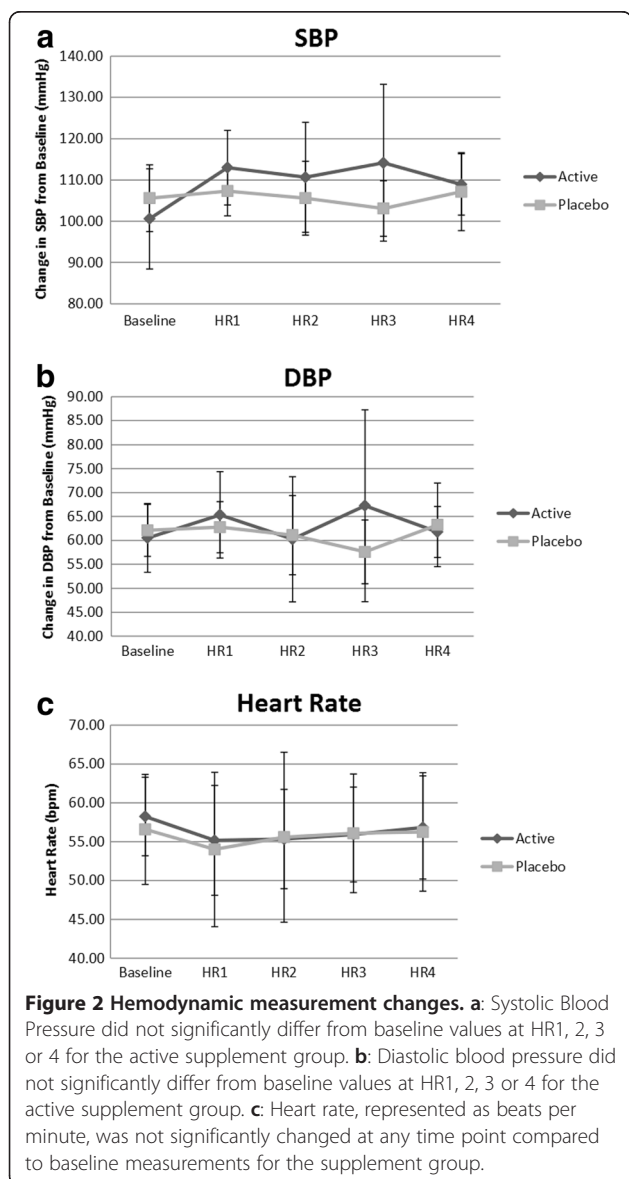 a
SBP
Change in SBP from Baseline (mmHg)
140.00
130.00
120.00
110.00
100.00
90.00
80.00
Baseline HR1 HR2 HR3 HR4
Active
Placebo
b
DBP
Change in DBP from Baseline (mmHg)
90.00
85.00
80.00
75.00
70.00
65.00
60.00
55.00
50.00
45.00
40.00
Baseline HR1 HR2 HR3 HR4
Active
Placebo
c
Heart Rate
Heart Rate (bpm)
70.00
65.00
60.00
55.00
50.00
45.00
40.00
Baseline HR1 HR2 HR3 HR4
Active
Placebo
Figure 2 Hemodynamic measurement changes. a: Systolic Blood
Pressure did not significantly differ from baseline values at HR1, 2, 3
or 4 for the active supplement group. b: Diastolic blood pressure did
not significantly differ from baseline values at HR1, 2, 3 or 4 for the
active supplement group. c: Heart rate, represented as beats per
minute, was not significantly changed at any time point compared
to baseline measurements for the supplement group.